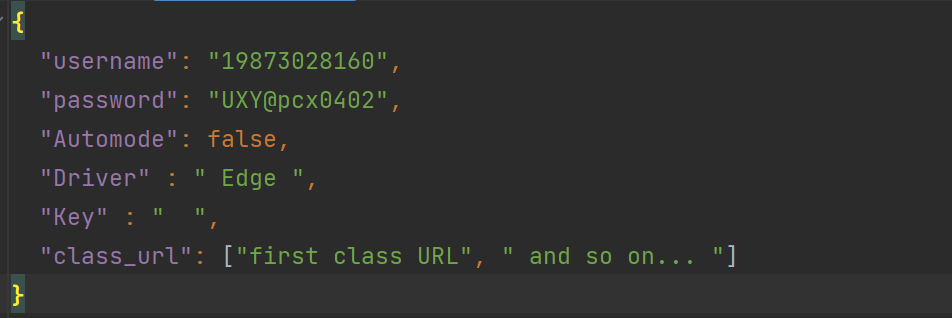 {
"username": "19873028160",
"password": "UXY@pcx0402",
"Automode": false,
"Driver" : " Edge ",
"Key" : "  ",
"class_url": ["first class URL", " and so on... "]
}